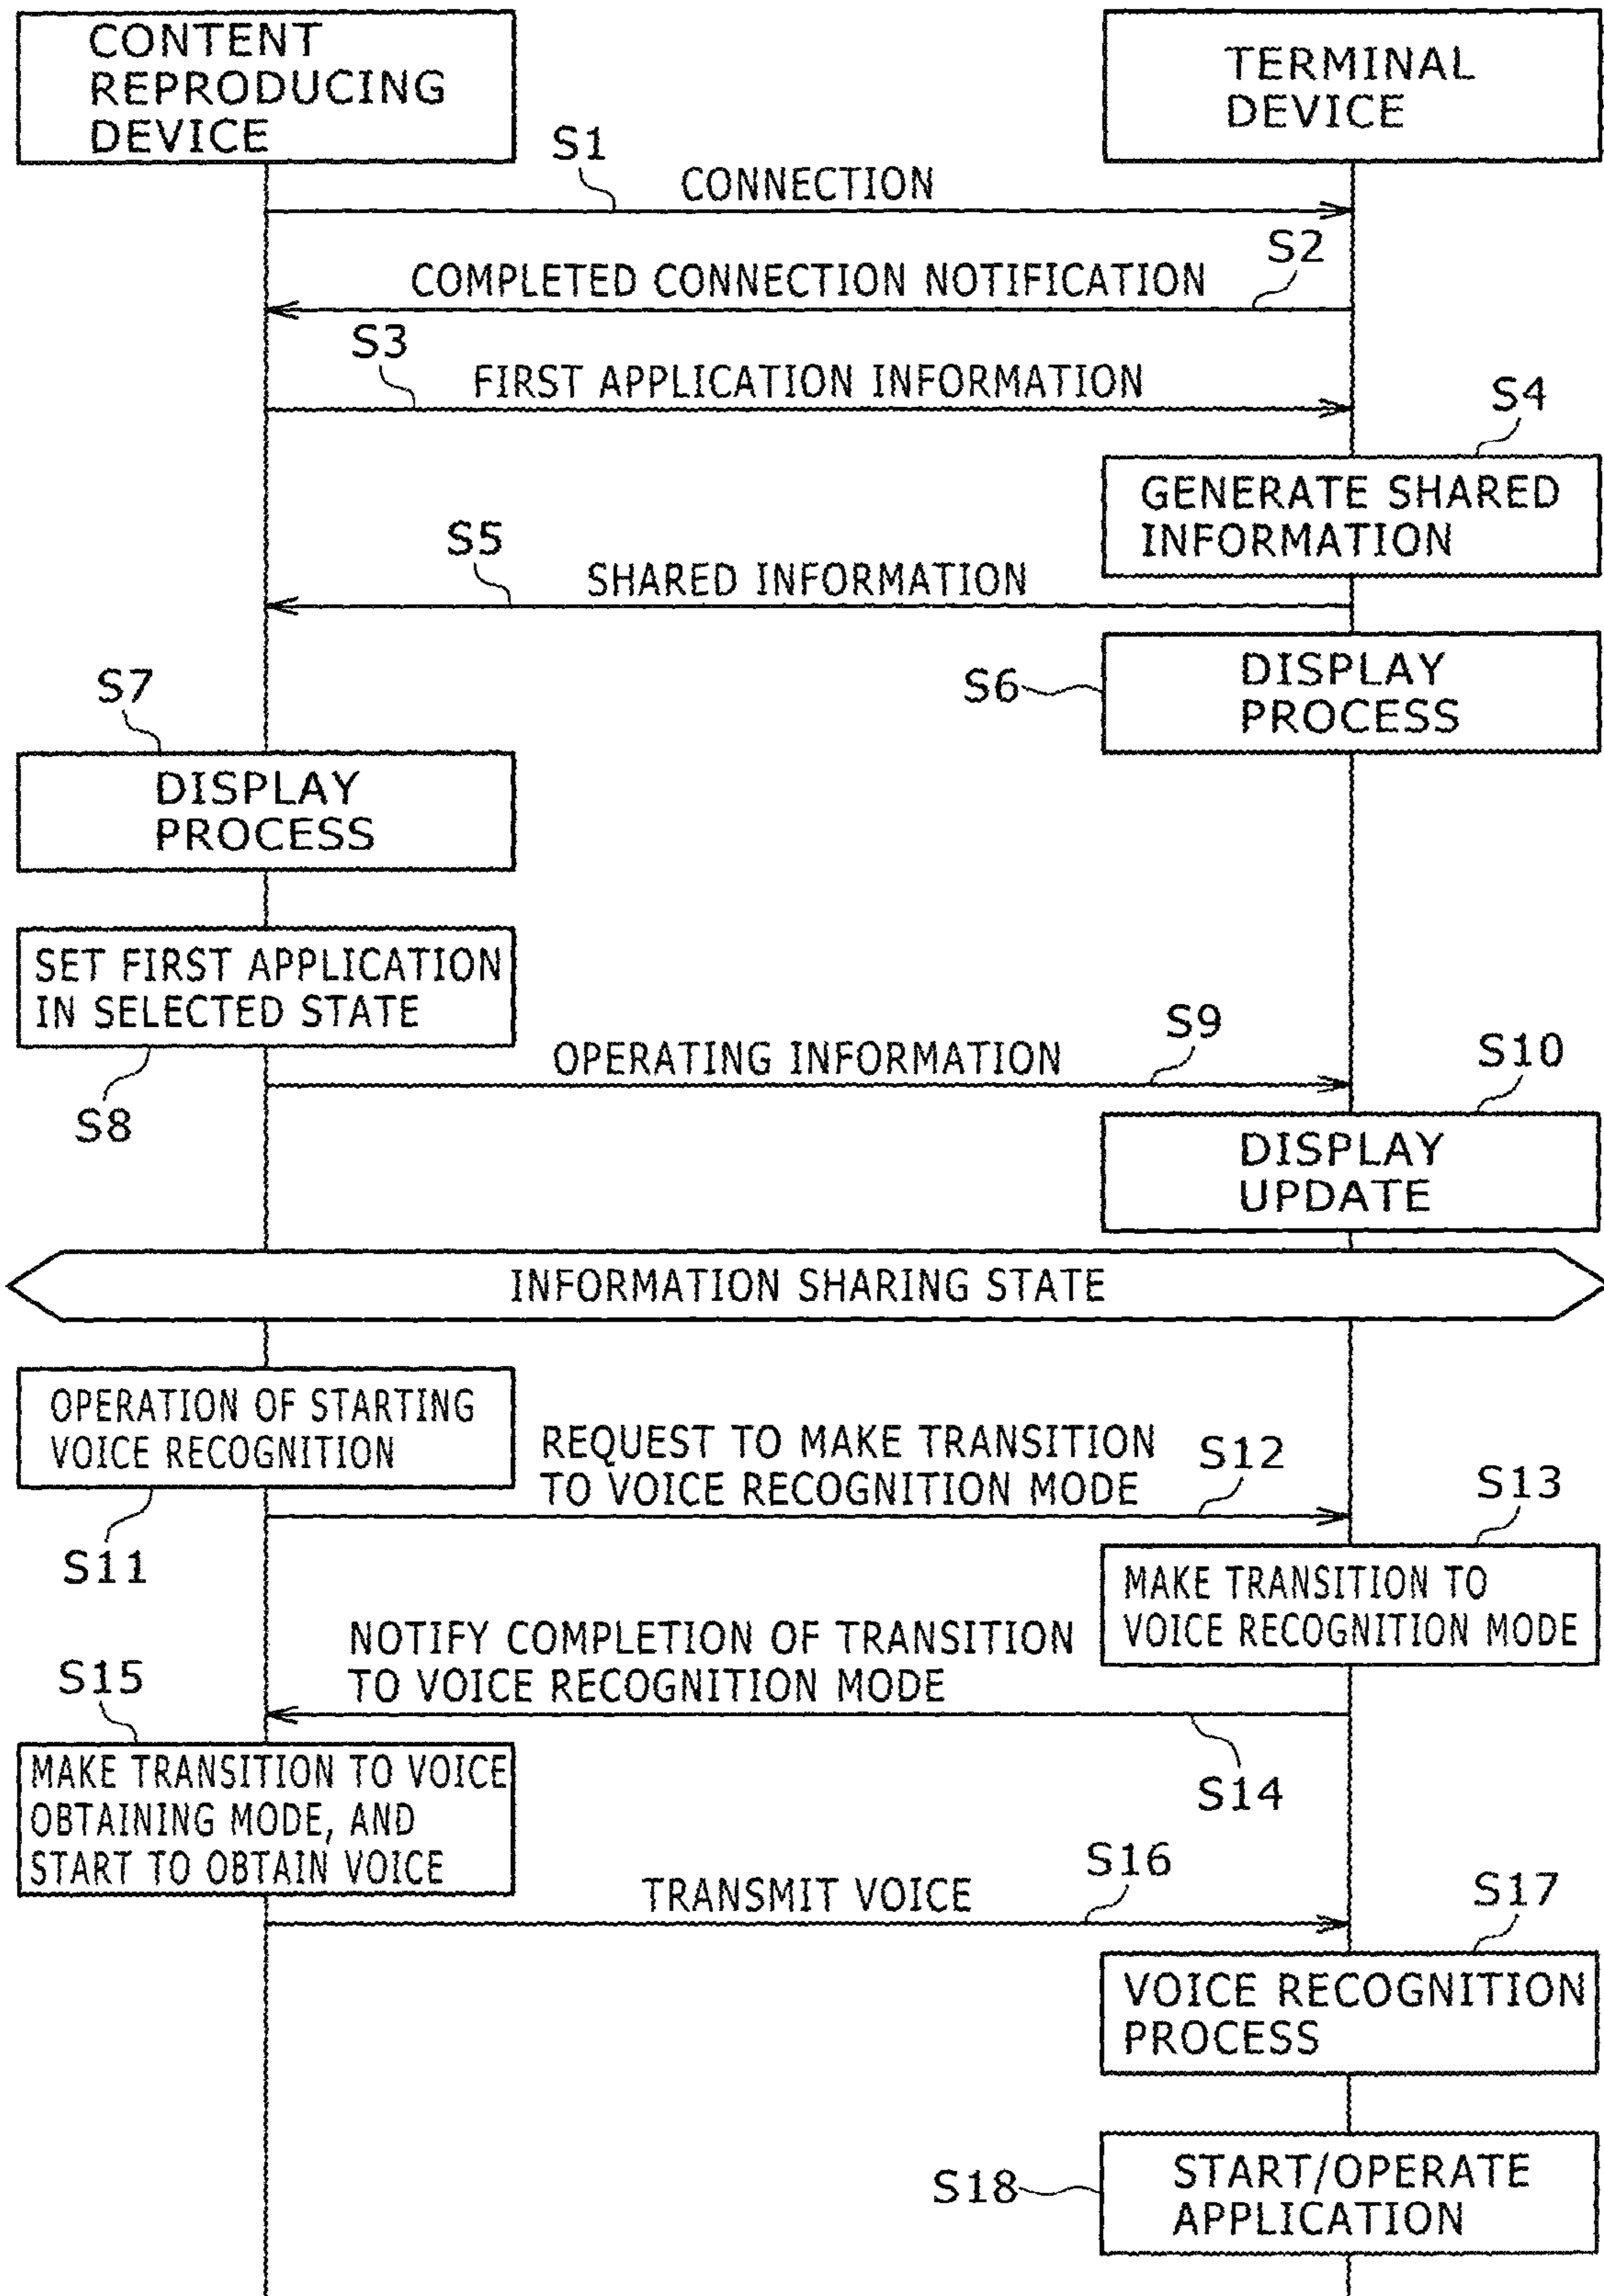 CONTENT
REPRODUCING
DEVICE
TERMINAL
DEVICE
S1
CONNECTION
S2
COMPLETED CONNECTION NOTIFICATION
S3
FIRST APPLICATION INFORMATION
S4
GENERATE SHARED
INFORMATION
S5
SHARED INFORMATION
S6
DISPLAY
PROCESS
S7
DISPLAY
PROCESS
SET FIRST APPLICATION
IN SELECTED STATE
S8
S9
OPERATING INFORMATION
S10
DISPLAY
UPDATE
INFORMATION SHARING STATE
OPERATION OF STARTING
VOICE RECOGNITION
S11
REQUEST TO MAKE TRANSITION
TO VOICE RECOGNITION MODE
S12
S13
MAKE TRANSITION TO
VOICE RECOGNITION MODE
NOTIFY COMPLETION OF TRANSITION
TO VOICE RECOGNITION MODE
S14
S15
MAKE TRANSITION TO VOICE
OBTAINING MODE, AND
START TO OBTAIN VOICE
S16
TRANSMIT VOICE
S17
VOICE RECOGNITION
PROCESS
S18
START/OPERATE
APPLICATION